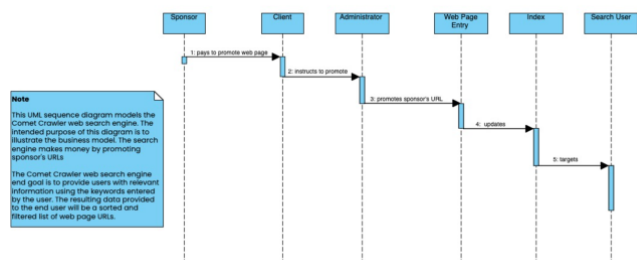 Sponsor
Client
Administrator
Web Page
Entry
Index
Search User
1: pays to promote web page
2: instructs to promote
3: promotes sponsor's URL
4: updates
5: targets
Note
This UML sequence diagram models the
Comet Crawler web search engine. The
intended purpose of this diagram is to
illustrate the business model. The search
engine makes money by promoting
sponsor's URLs
The Comet Crawler web search engine
end goal is to provide users with relevant
information using the keywords entered
by the user. The resulting data provided
to the end user will be a sorted and
filtered list of web page URLs.